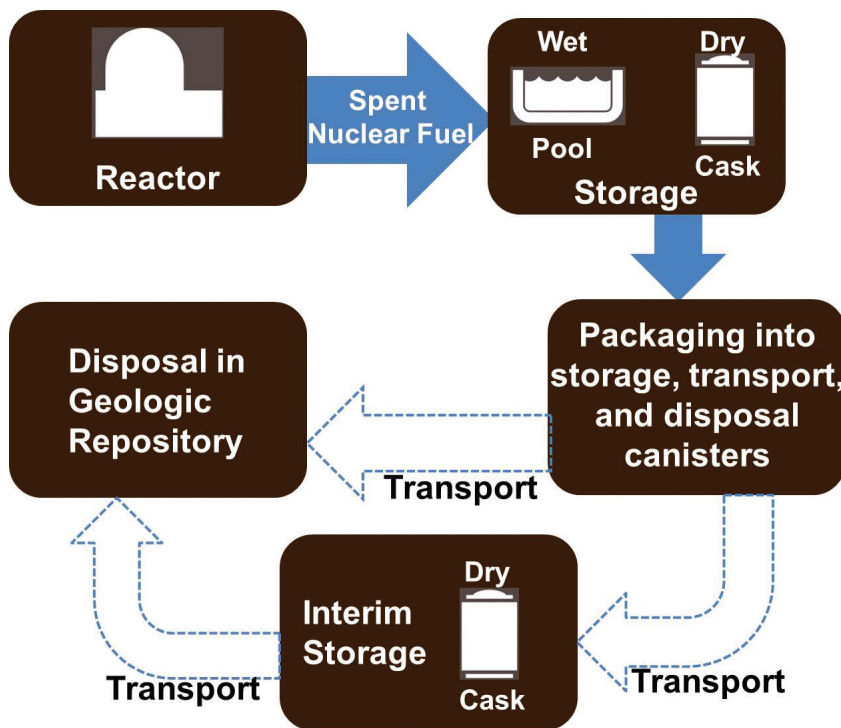 Reactor
Spent
Nuclear Fuel
Wet
Pool
Dry
Cask
Storage
Packaging into
storage, transport,
and disposal
canisters
Transport
Disposal in
Geologic
Repository
Transport
Interim
Storage
Dry
Cask
Transport